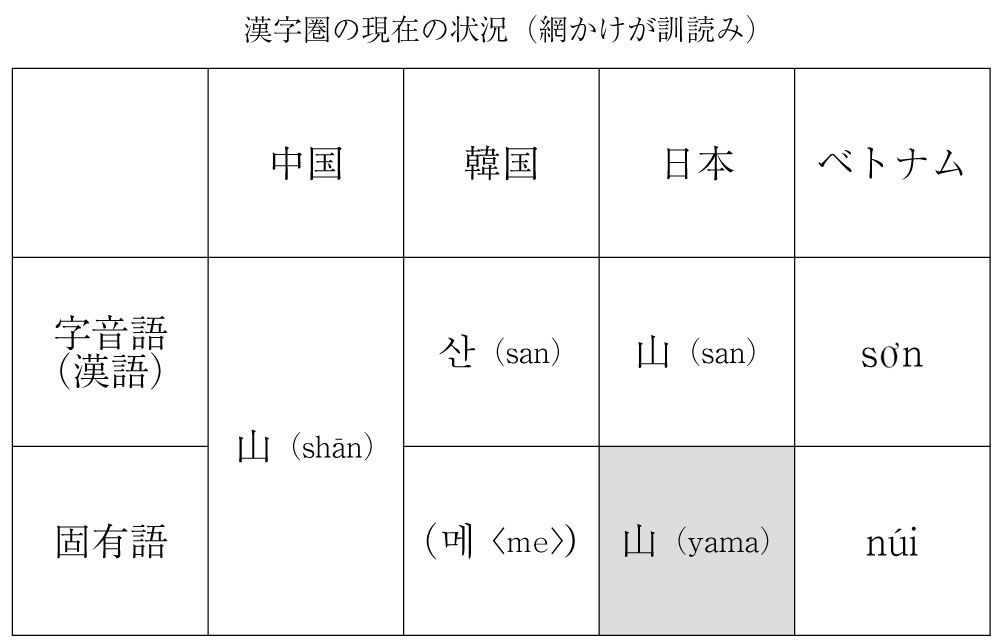 漢字圏の現在の状況（網かけが訓読み）
中国
韓国
日本
ベトナム
字音語
（漢語）
山（shān）
산（san）
山（san）
sơn
固有語
（메〈me〉）
山（yama）
núi